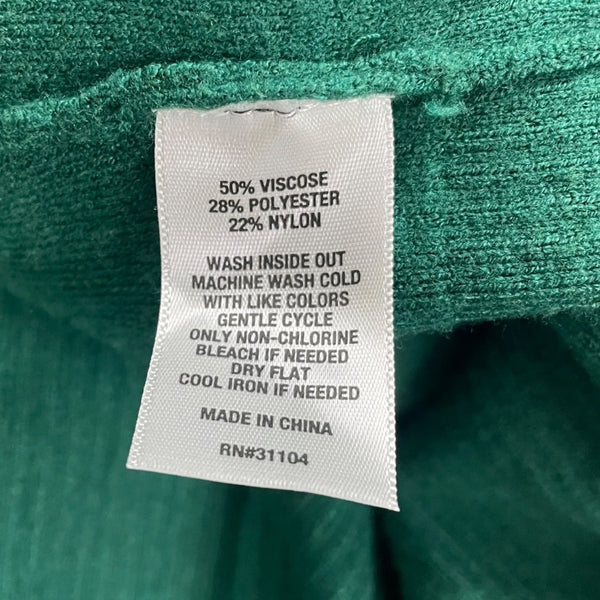 50% VISCOSE
28% POLYESTER
22% NYLON
WASH INSIDE OUT
MACHINE WASH COLD
WITH LIKE COLORS
GENTLE CYCLE
ONLY NON-CHLORINE
BLEACH IF NEEDED
DRY FLAT
COOL IRON IF NEEDED
MADE IN CHINA
RN#31104